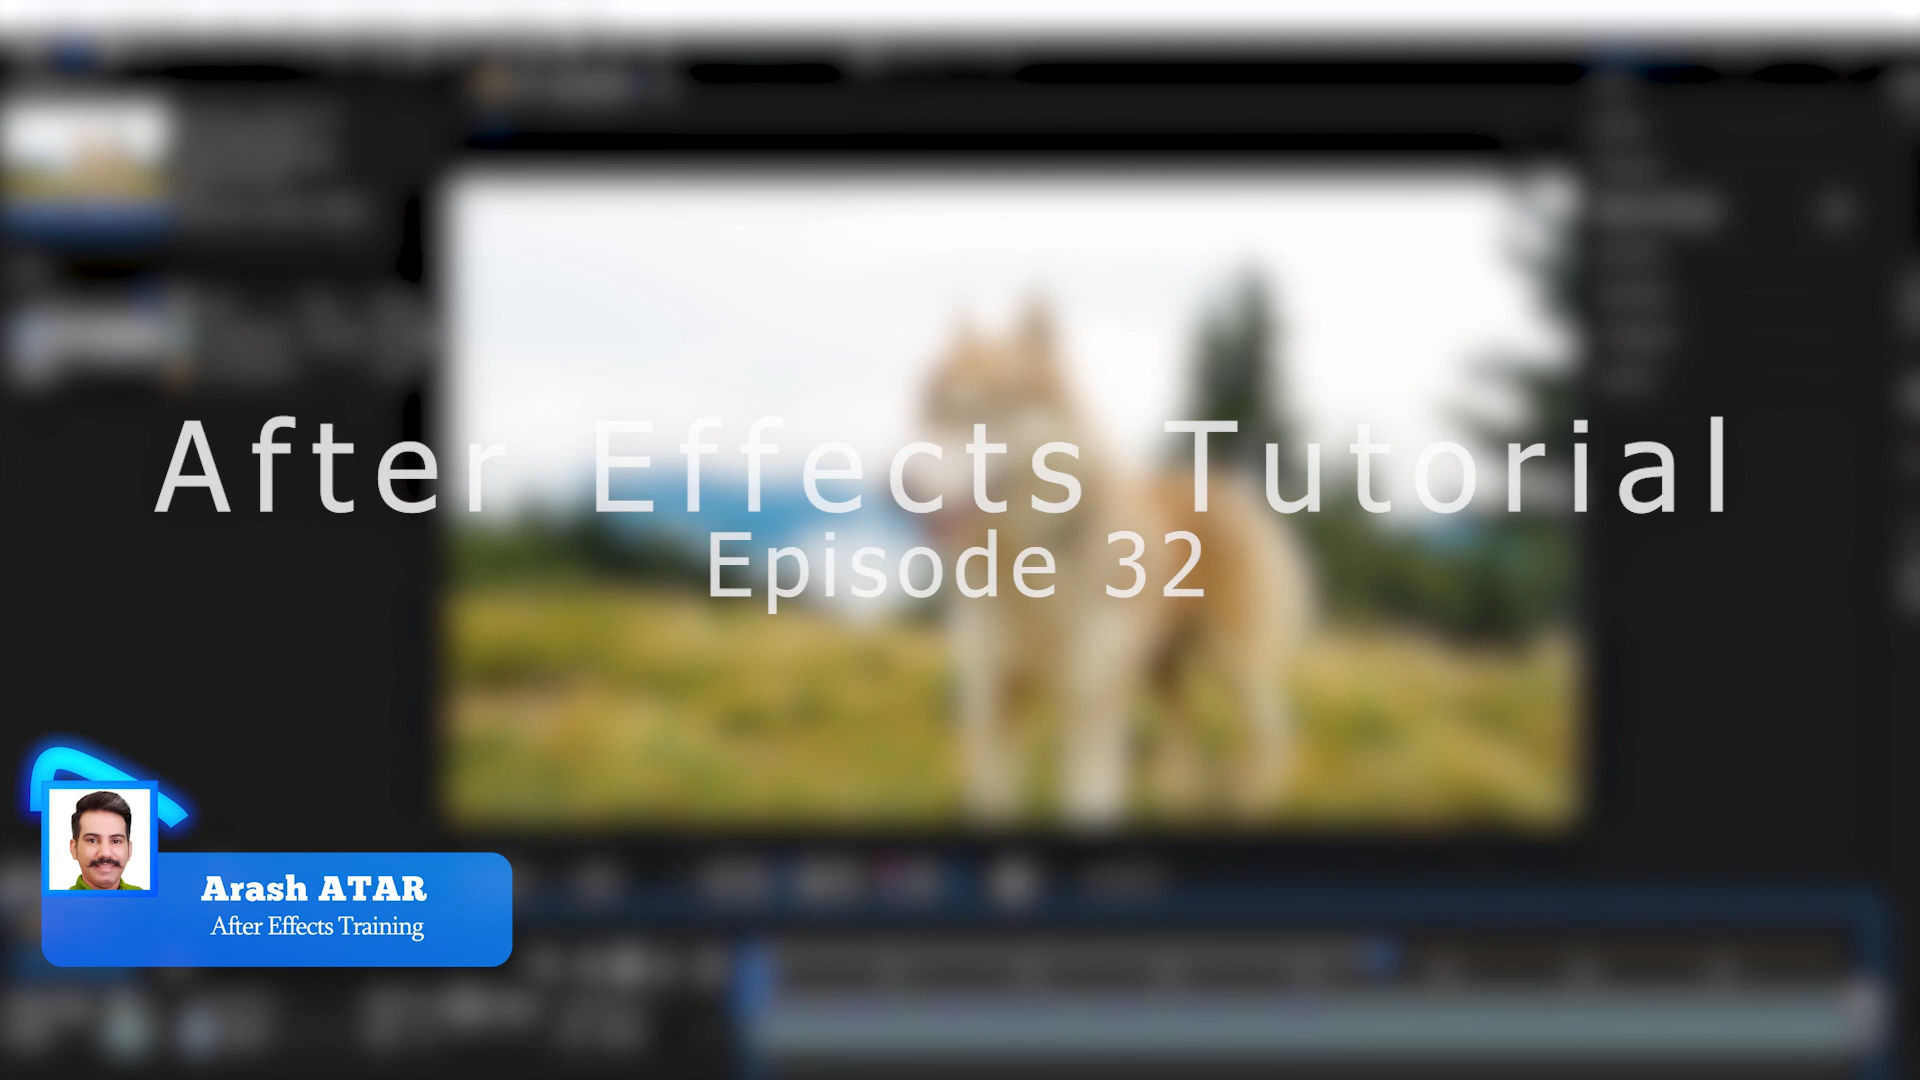 After Effects Tutorial
Episode 32
Arash ATAR
After Effects Training